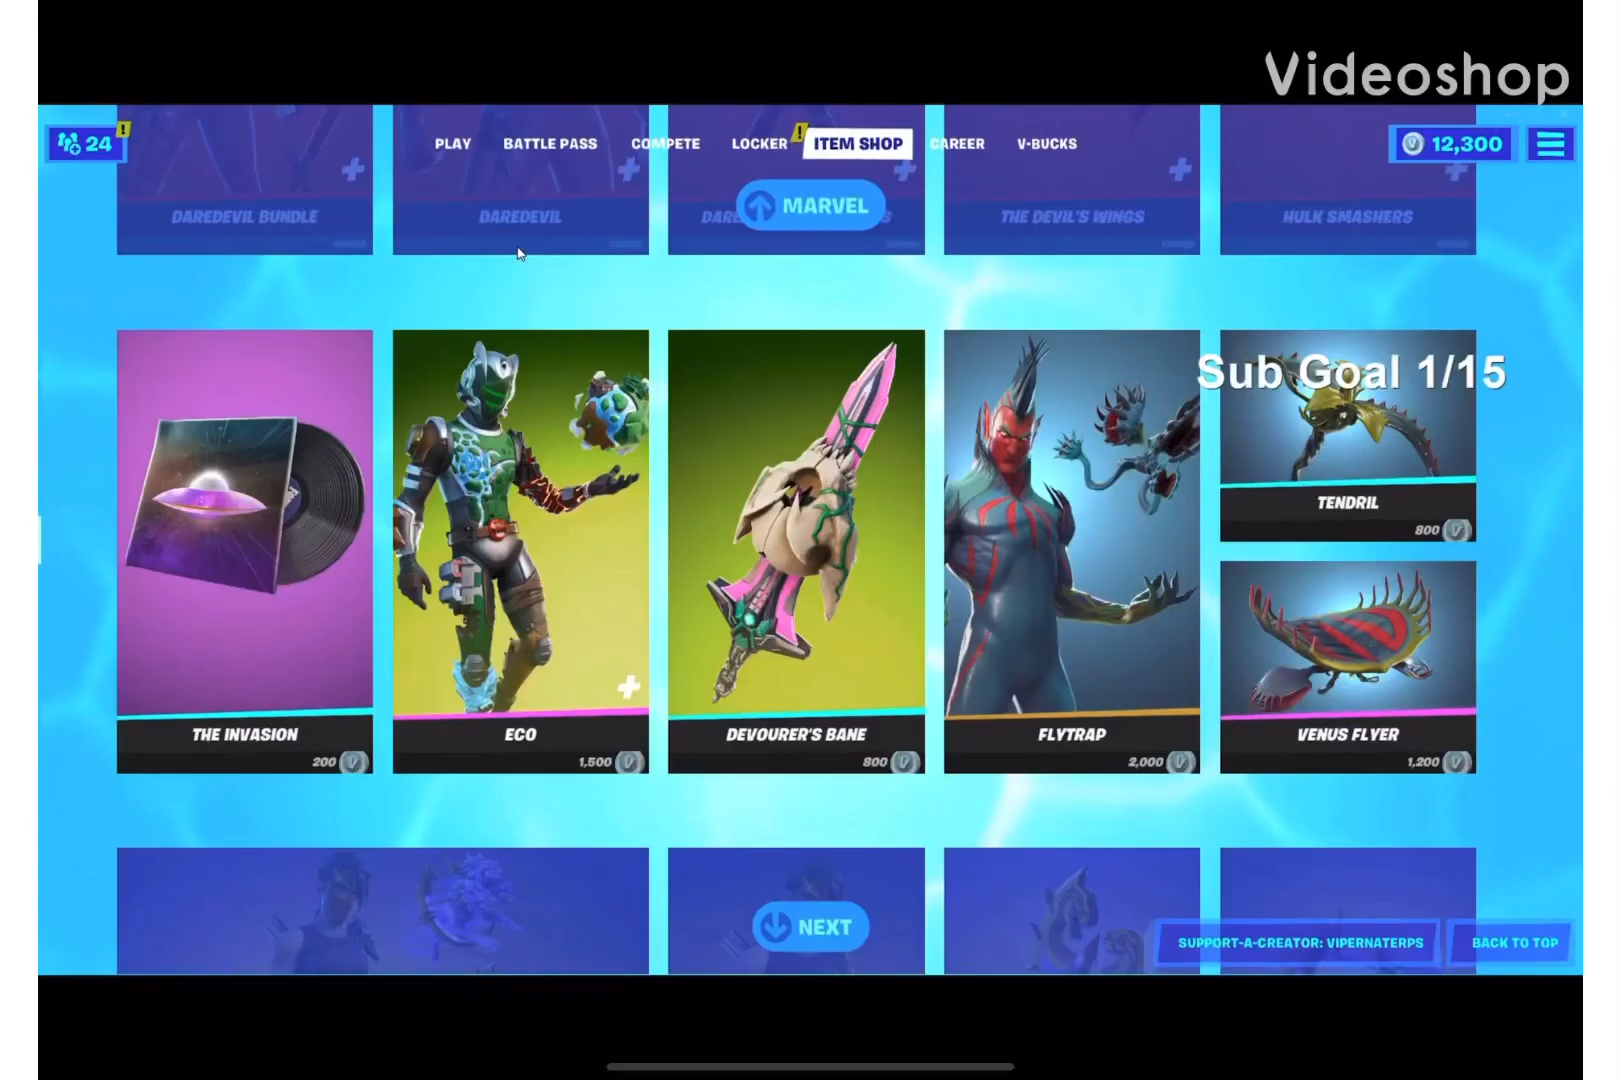 Videoshop
24
!
PLAY
BATTLE PASS
COMPETE
LOCKER
!
ITEM SHOP
CAREER
V-BUCKS
12,300
MARVEL
DAREDEVIL BUNDLE
DAREDEVIL
THE DEVIL'S WINGS
HULK SMASHERS
Sub Goal 1/15
TENDRIL
800
THE INVASION
200
ECO
1,500
DEVOURER'S BANE
800
FLYTRAP
2,000
VENUS FLYER
1,200
NEXT
SUPPORT-A-CREATOR: VIPERNATERPS
BACK TO TOP